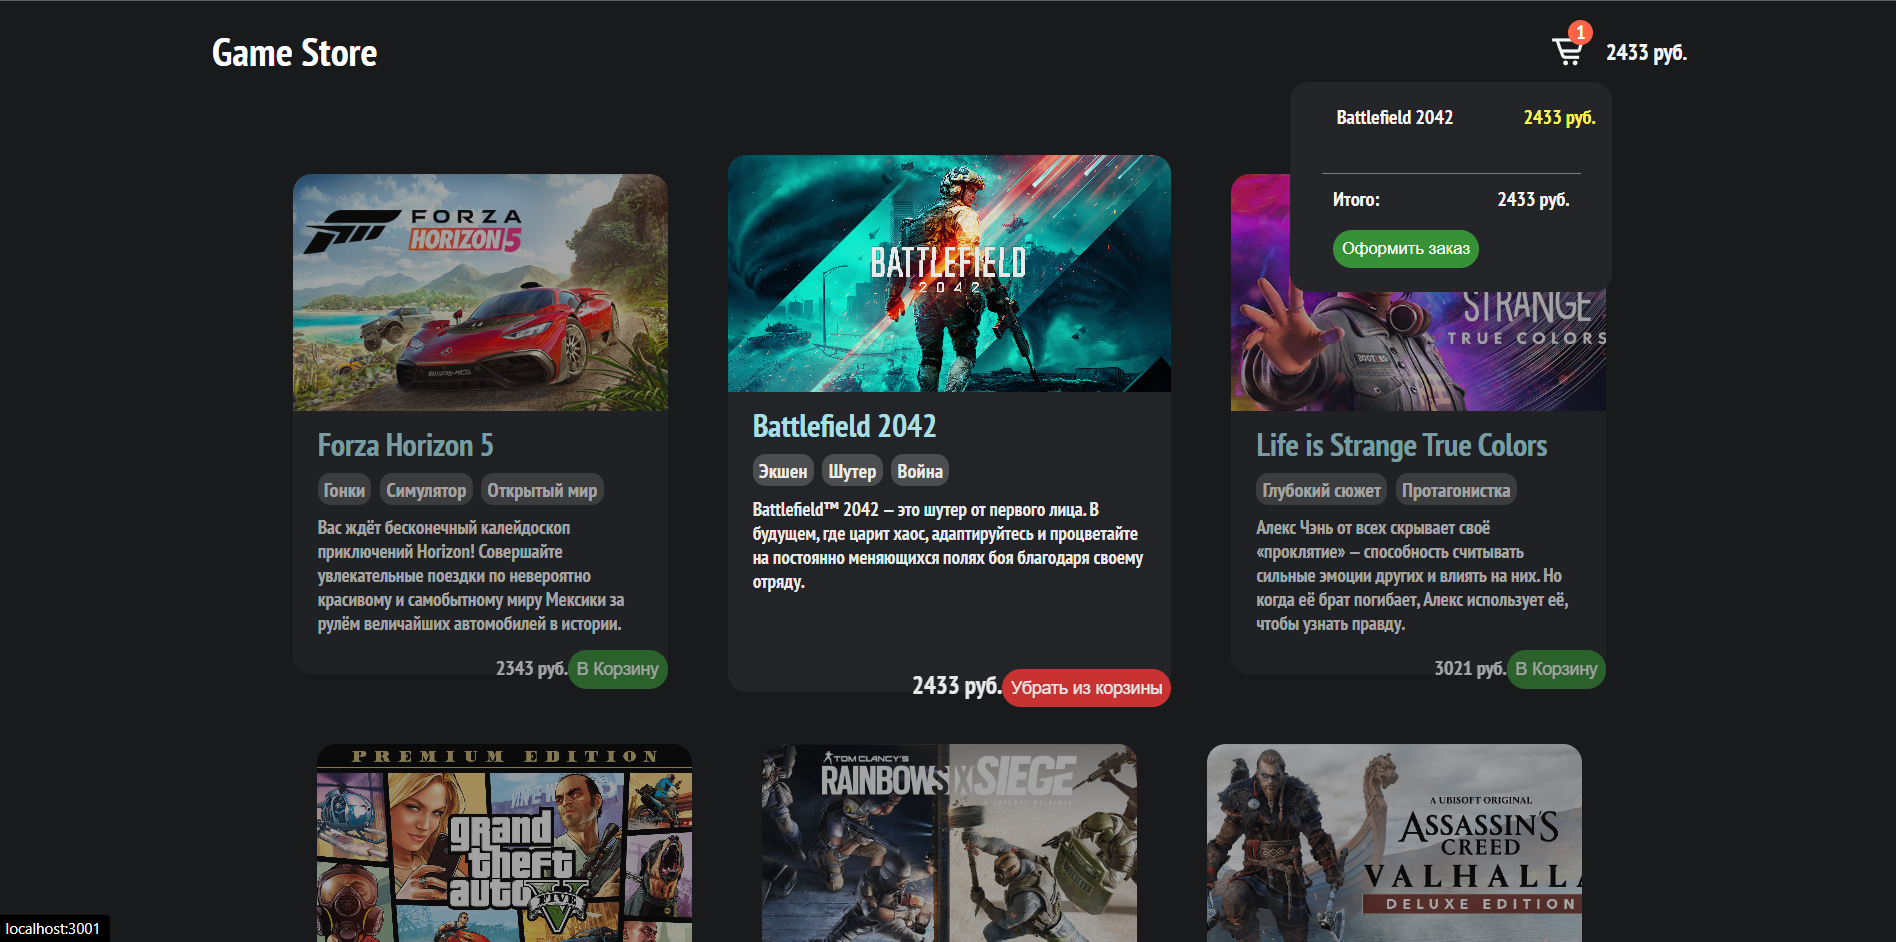 Game Store
1
2433 руб.
Battlefield 2042
2433 руб.
Итого:
2433 руб.
Оформить заказ
FORZA
HORIZON 5
BATTLEFIELD
2042
STRANGE
TRUE COLORS
Forza Horizon 5
Гонки
Симулятор
Открытый мир
Вас ждёт бесконечный калейдоскоп
приключений Horizon! Совершайте
увлекательные поездки по невероятно
красивому и самобытному миру Мексики за
рулём величайших автомобилей в истории.
2343 руб.
В Корзину
Battlefield 2042
Экшен
Шутер
Война
Battlefield™ 2042 – это шутер от первого лица. В
будущем, где царит хаос, адаптируйтесь и процветайте
на постоянно меняющихся полях боя благодаря своему
отряду.
2433 руб.
Убрать из корзины
Life is Strange True Colors
Глубокий сюжет
Протагонистка
Алекс Чэнь от всех скрывает своё
«проклятие» — способность считывать
сильные эмоции других и влиять на них. Но
когда её брат погибает, Алекс использует её,
чтобы узнать правду.
3021 руб.
В Корзину
PREMIUM EDITION
grand
theft
auto V
FIVE
TOM CLANCY'S
RAINBOW SIX SIEGE
A UBISOFT ORIGINAL
ASSASSIN'S
CREED
VALHALL
DELUXE EDITION
localhost:3001